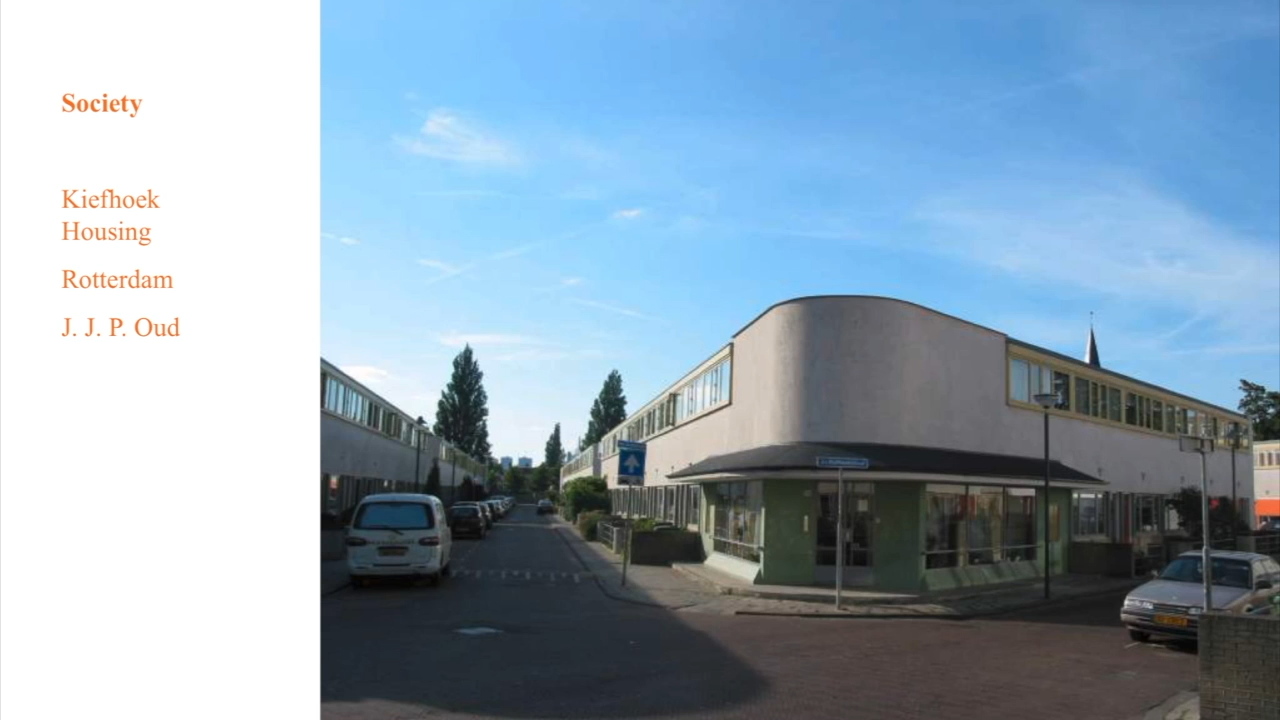 Society
Kiefhoek
Housing
Rotterdam
J. J. P. Oud